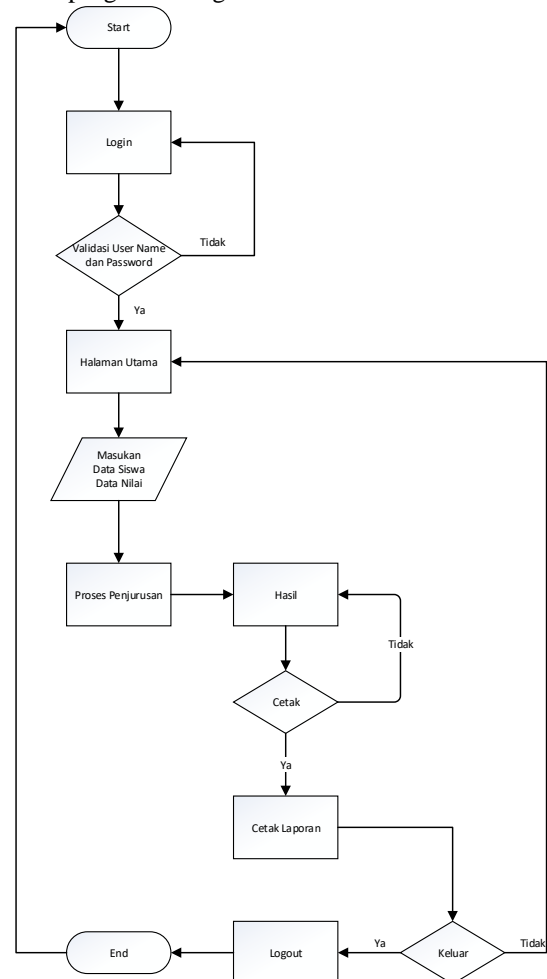 Start
Login
Validasi User Name
dan Password
Tidak
Ya
Halaman Utama
Masukan
Data Siswa
Data Nilai
Proses Penjurusan
Hasil
Tidak
Cetak
Ya
Cetak Laporan
End
Logout
Ya
Keluar
Tidak